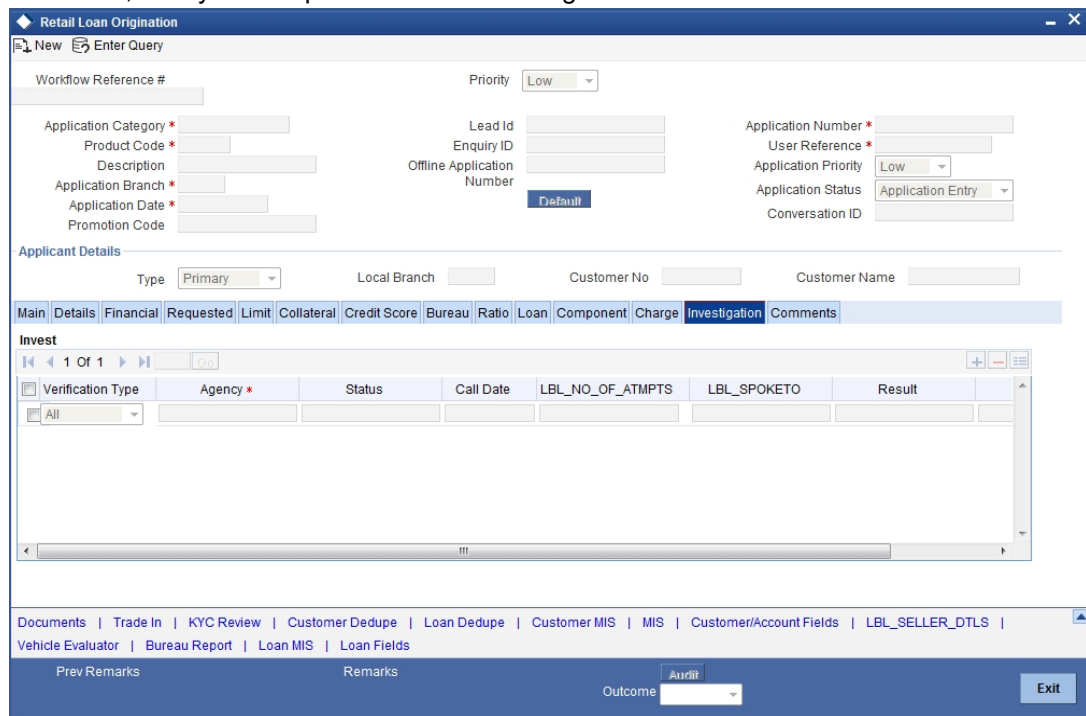 Retail Loan Origination
New Enter Query
Workflow Reference # Priority Low
Application Category * Lead Id Application Number *
Product Code * Enquiry ID User Reference *
Description Offline Application Number Application Priority Low
Application Branch * Application Status Application Entry
Application Date * Default Conversation ID
Promotion Code
Applicant Details
Type Primary Local Branch Customer No Customer Name
Main Details Financial Requested Limit Collateral Credit Score Bureau Ratio Loan Component Charge Investigation Comments
Invest
1 Of 1 Go
Verification Type Agency * Status Call Date LBL_NO_OF_ATMPTS LBL_SPOKETO Result
All
Documents | Trade In | KYC Review | Customer Dedupe | Loan Dedupe | Customer MIS | MIS | Customer/Account Fields | LBL_SELLER_DTLS |
Vehicle Evaluator | Bureau Report | Loan MIS | Loan Fields
Prev Remarks Remarks Audit
Outcome Exit